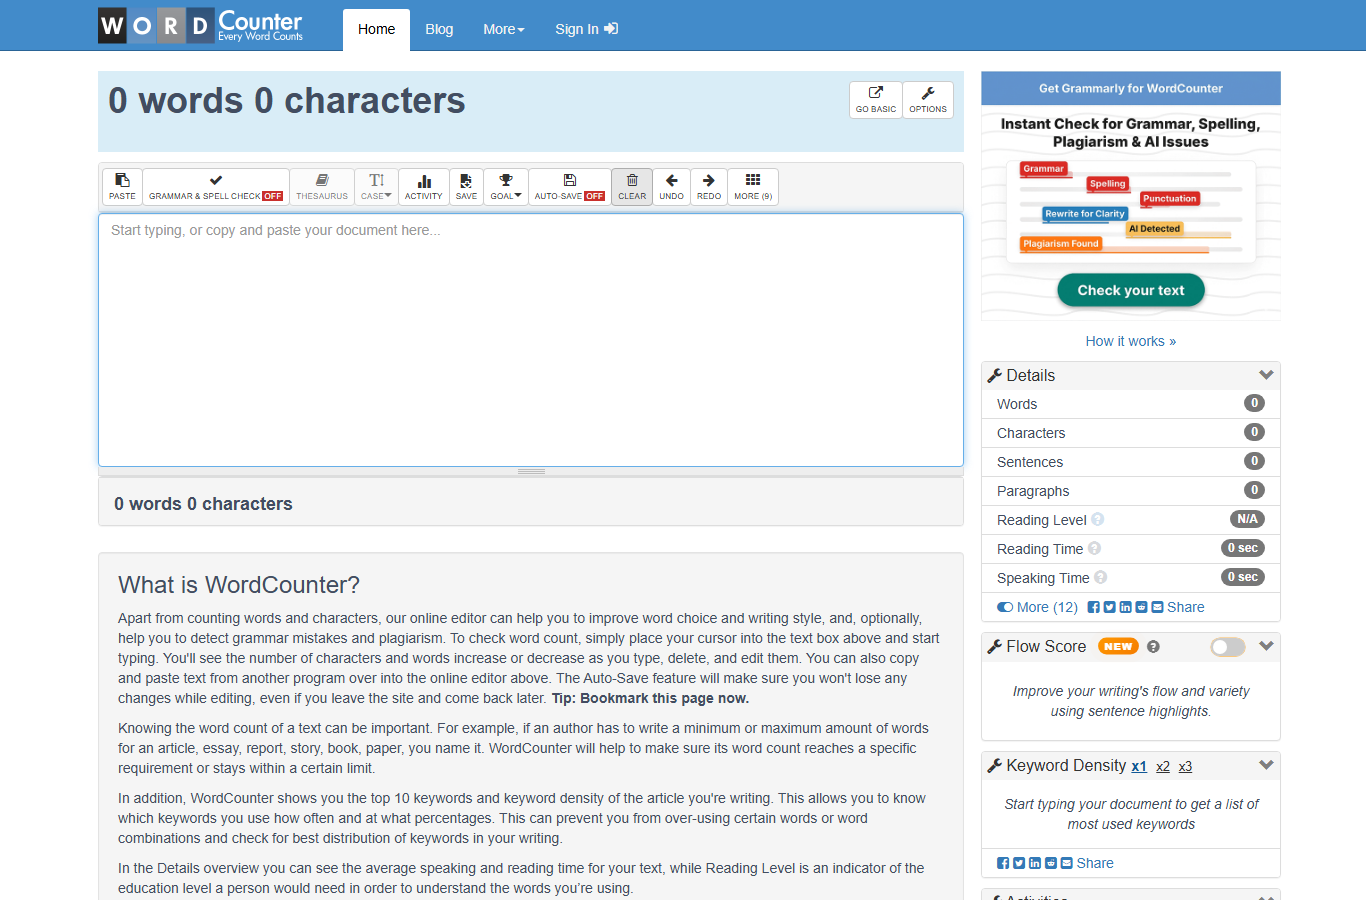 WORD Counter
Every Word Counts
Home
Blog
More
Sign In
0 words 0 characters
GO BASIC
OPTIONS
PASTE
GRAMMAR & SPELL CHECK OFF
THESAURUS
CASE
ACTIVITY
SAVE
GOAL
AUTO-SAVE OFF
CLEAR
UNDO
REDO
MORE (9)
Start typing, or copy and paste your document here...
0 words 0 characters
What is WordCounter?
Apart from counting words and characters, our online editor can help you to improve word choice and writing style, and, optionally,
help you to detect grammar mistakes and plagiarism. To check word count, simply place your cursor into the text box above and start
typing. You'll see the number of characters and words increase or decrease as you type, delete, and edit them. You can also copy
and paste text from another program over into the online editor above. The Auto-Save feature will make sure you won't lose any
changes while editing, even if you leave the site and come back later. Tip: Bookmark this page now.
Knowing the word count of a text can be important. For example, if an author has to write a minimum or maximum amount of words
for an article, essay, report, story, book, paper, you name it. WordCounter will help to make sure its word count reaches a specific
requirement or stays within a certain limit.
In addition, WordCounter shows you the top 10 keywords and keyword density of the article you're writing. This allows you to know
which keywords you use how often and at what percentages. This can prevent you from over-using certain words or word
combinations and check for best distribution of keywords in your writing.
In the Details overview you can see the average speaking and reading time for your text, while Reading Level is an indicator of the
education level a person would need in order to understand the words you’re using.
Get Grammarly for WordCounter
Instant Check for Grammar, Spelling,
Plagiarism & AI Issues
Grammar
Spelling
Punctuation
Rewrite for Clarity
AI Detected
Plagiarism Found
Check your text
How it works »
Details
Words 0
Characters 0
Sentences 0
Paragraphs 0
Reading Level ? N/A
Reading Time ? 0 sec
Speaking Time ? 0 sec
More (12) Share
Flow Score NEW ?
Improve your writing's flow and variety
using sentence highlights.
Keyword Density x1 x2 x3
Start typing your document to get a list of
most used keywords
Share
Activities